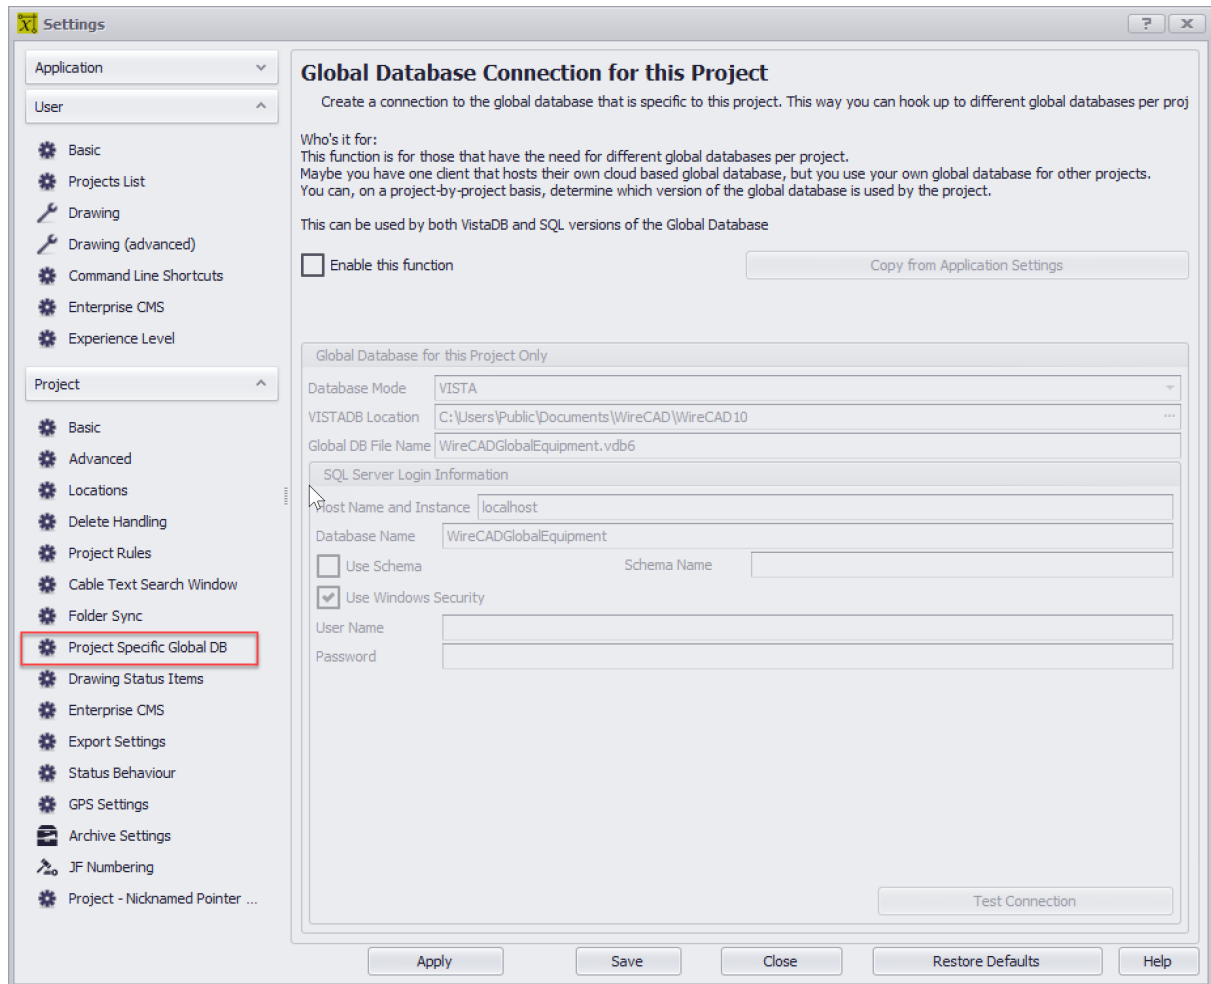 Settings
Application
User
Basic
Projects List
Drawing
Drawing (advanced)
Command Line Shortcuts
Enterprise CMS
Experience Level
Project
Basic
Advanced
Locations
Delete Handling
Project Rules
Cable Text Search Window
Folder Sync
Project Specific Global DB
Drawing Status Items
Enterprise CMS
Export Settings
Status Behaviour
GPS Settings
Archive Settings
JF Numbering
Project - Nicknamed Pointer ...
Global Database Connection for this Project
Create a connection to the global database that is specific to this project. This way you can hook up to different global databases per proj
Who's it for:
This function is for those that have the need for different global databases per project.
Maybe you have one client that hosts their own cloud based global database, but you use your own global database for other projects.
You can, on a project-by-project basis, determine which version of the global database is used by the project.
This can be used by both VistaDB and SQL versions of the Global Database
Enable this function
Copy from Application Settings
Global Database for this Project Only
Database Mode VISTA
VISTADB Location C:\Users\Public\Documents\WireCAD\WireCAD10 ...
Global DB File Name WireCADGlobalEquipment.vdb6
SQL Server Login Information
Host Name and Instance localhost
Database Name WireCADGlobalEquipment
Use Schema Schema Name
Use Windows Security
User Name
Password
Test Connection
Apply Save Close Restore Defaults Help